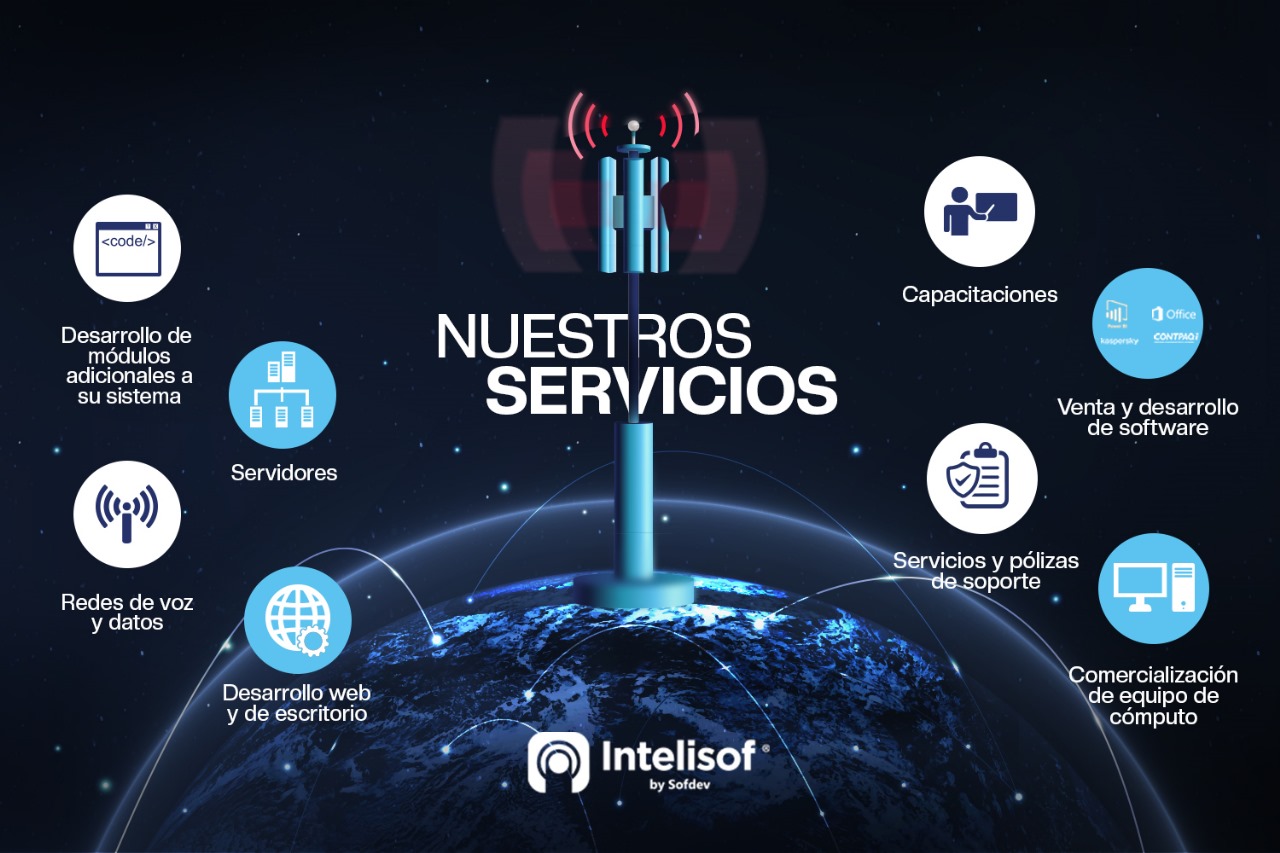 NUESTROS
SERVICIOS
<code/>
Desarrollo de
módulos
adicionales a
su sistema
Servidores
Redes de voz
y datos
Desarrollo web
y de escritorio
Capacitaciones
Power BI
Office
kaspersky
CONTPAQi
Venta y desarrollo
de software
Servicios y pólizas
de soporte
Comercialización
de equipo de
cómputo
Intelisof®
by Sofdev